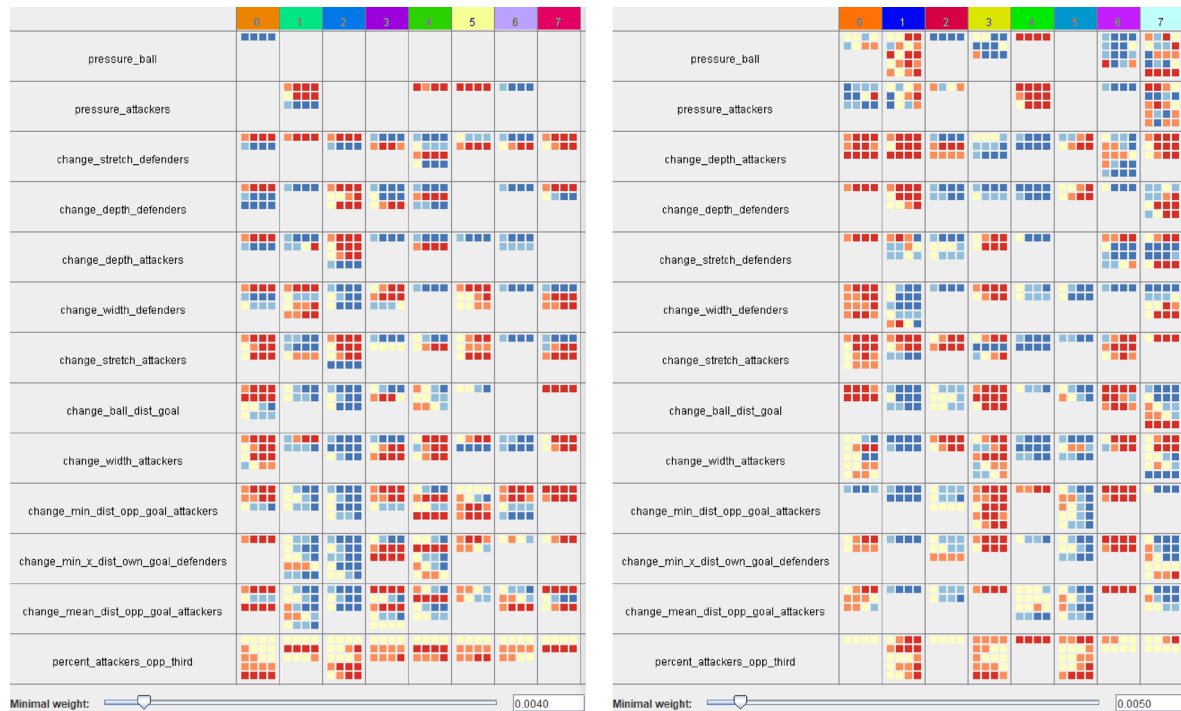 0 1 2 3 4 5 6 7
pressure_ball
pressure_attackers
change_stretch_defenders
change_depth_defenders
change_depth_attackers
change_width_defenders
change_stretch_attackers
change_ball_dist_goal
change_width_attackers
change_min_dist_opp_goal_attackers
change_min_x_dist_own_goal_defenders
change_mean_dist_opp_goal_attackers
percent_attackers_opp_third
Minimal weight: 0.0040
0 1 2 3 4 5 6 7
pressure_ball
pressure_attackers
change_depth_attackers
change_depth_defenders
change_stretch_defenders
change_width_defenders
change_stretch_attackers
change_ball_dist_goal
change_width_attackers
change_min_dist_opp_goal_attackers
change_min_x_dist_own_goal_defenders
change_mean_dist_opp_goal_attackers
percent_attackers_opp_third
Minimal weight: 0.0050